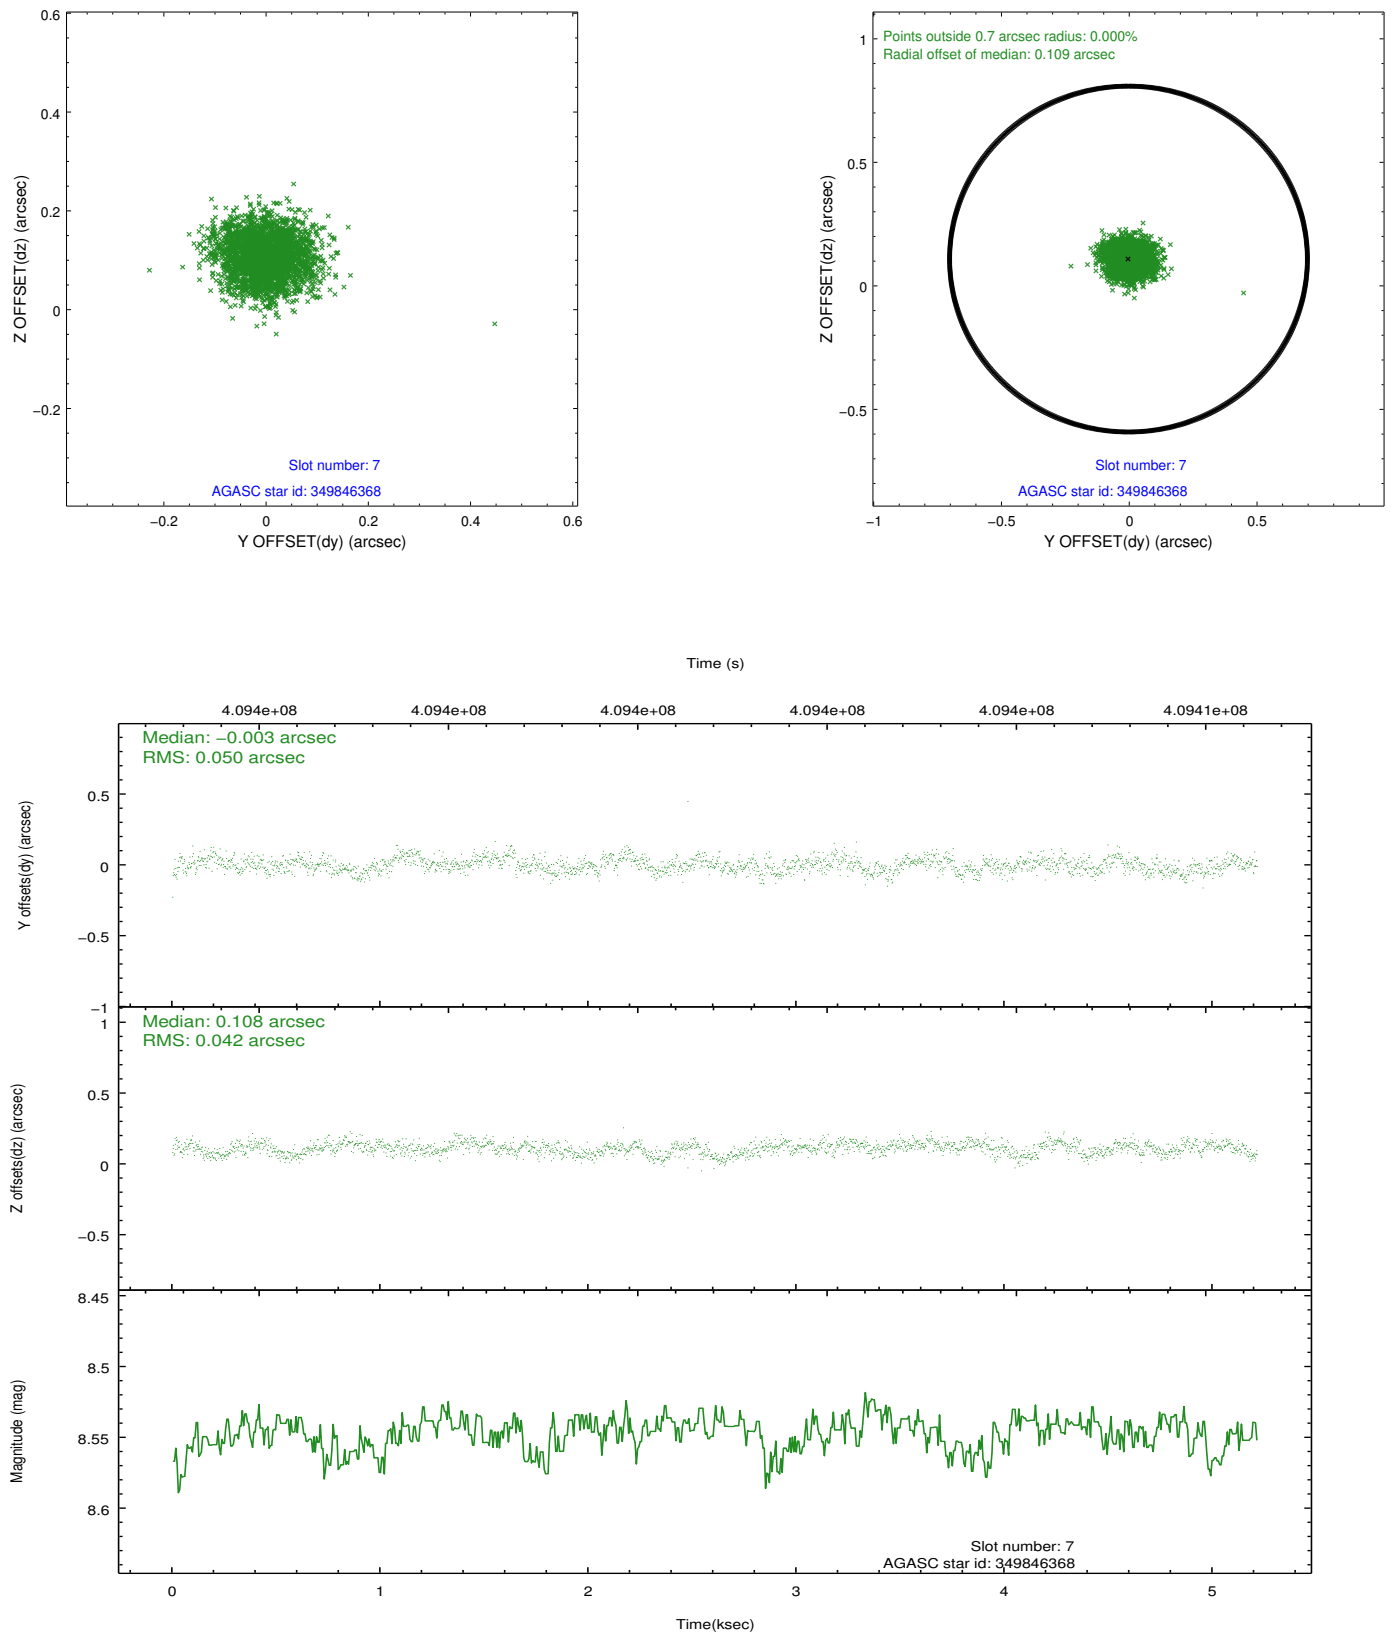 0.6
0.4
0.2
0
−0.2
Z OFFSET(dz) (arcsec)
Slot number: 7
AGASC star id: 349846368
−0.2 0 0.2 0.4 0.6
Y OFFSET(dy) (arcsec)
Points outside 0.7 arcsec radius: 0.000%
Radial offset of median: 0.109 arcsec
1
0.5
0
−0.5
Z OFFSET(dz) (arcsec)
Slot number: 7
AGASC star id: 349846368
−1 −0.5 0 0.5
Y OFFSET(dy) (arcsec)
Time (s)
4.094e+08 4.094e+08 4.094e+08 4.094e+08 4.094e+08 4.0941e+08
Median: −0.003 arcsec
RMS: 0.050 arcsec
0.5
0
−0.5
−1
Y offsets(dy) (arcsec)
Median: 0.108 arcsec
RMS: 0.042 arcsec
1
0.5
0
−0.5
Z offsets(dz) (arcsec)
8.45
8.5
8.55
8.6
Magnitude (mag)
Slot number: 7
AGASC star id: 349846368
0 1 2 3 4 5
Time(ksec)